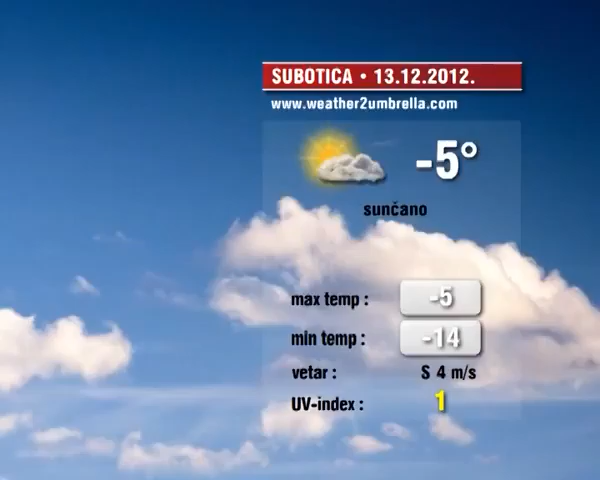 SUBOTICA • 13.12.2012.
www.weather2umbrella.com
-5°
sunčano
max temp : -5
min temp : -14
vetar : S 4 m/s
UV-index : 1